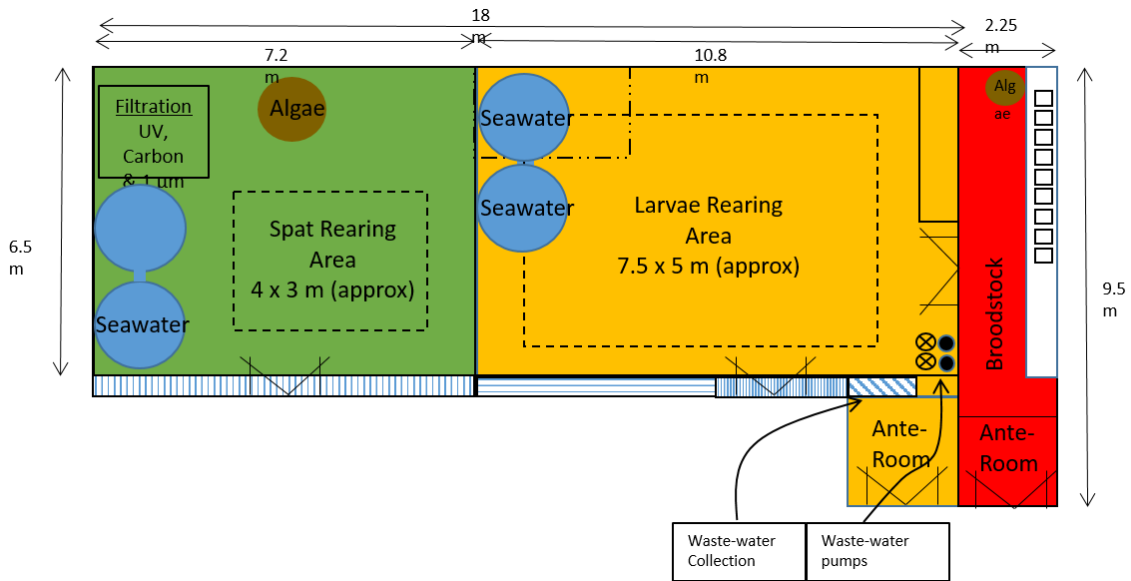 18
m
2.25
m
7.2
m
10.8
m
Filtration
UV,
Carbon
& 1 µm
Algae
Seawater
Alg
ae
Seawater
Spat Rearing
Area
4 x 3 m (approx)
Larvae Rearing
Area
7.5 x 5 m (approx)
6.5
m
Seawater
Broodstock
9.5
m
Ante-
Room
Ante-
Room
Waste-water
Collection
Waste-water
pumps